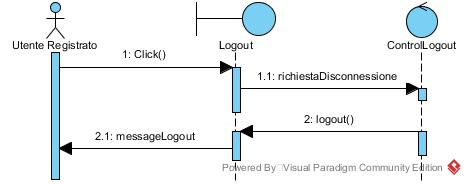 Utente Registrato
Logout
ControlLogout
1: Click()
1.1: richiestaDisconnessione
2: logout()
2.1: messageLogout
Powered By Visual Paradigm Community Edition